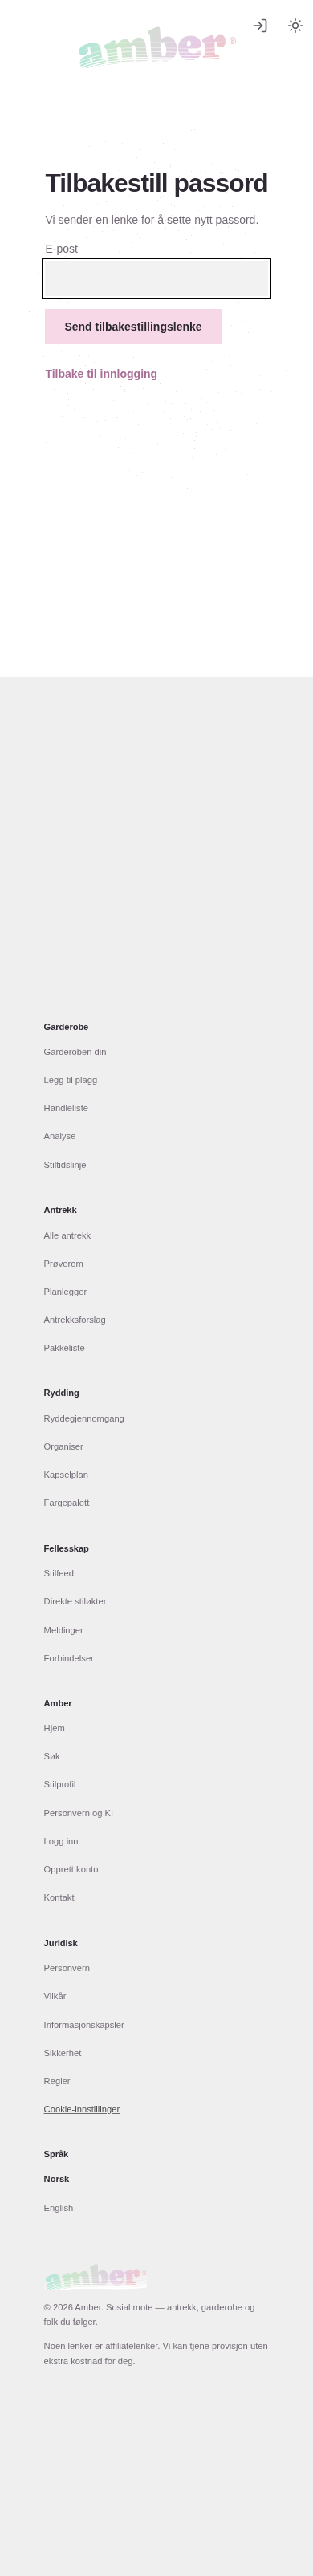 amber®
Tilbakestill passord
Vi sender en lenke for å sette nytt passord.
E-post
Send tilbakestillingslenke
Tilbake til innlogging
Garderobe
Garderoben din
Legg til plagg
Handleliste
Analyse
Stiltidslinje
Antrekk
Alle antrekk
Prøverom
Planlegger
Antrekksforslag
Pakkeliste
Rydding
Ryddegjennomgang
Organiser
Kapselplan
Fargepalett
Fellesskap
Stilfeed
Direkte stiløkter
Meldinger
Forbindelser
Amber
Hjem
Søk
Stilprofil
Personvern og KI
Logg inn
Opprett konto
Kontakt
Juridisk
Personvern
Vilkår
Informasjonskapsler
Sikkerhet
Regler
Cookie-innstillinger
Språk
Norsk
English
amber
© 2026 Amber. Sosial mote — antrekk, garderobe og
folk du følger.
Noen lenker er affiliatelenker. Vi kan tjene provisjon uten
ekstra kostnad for deg.